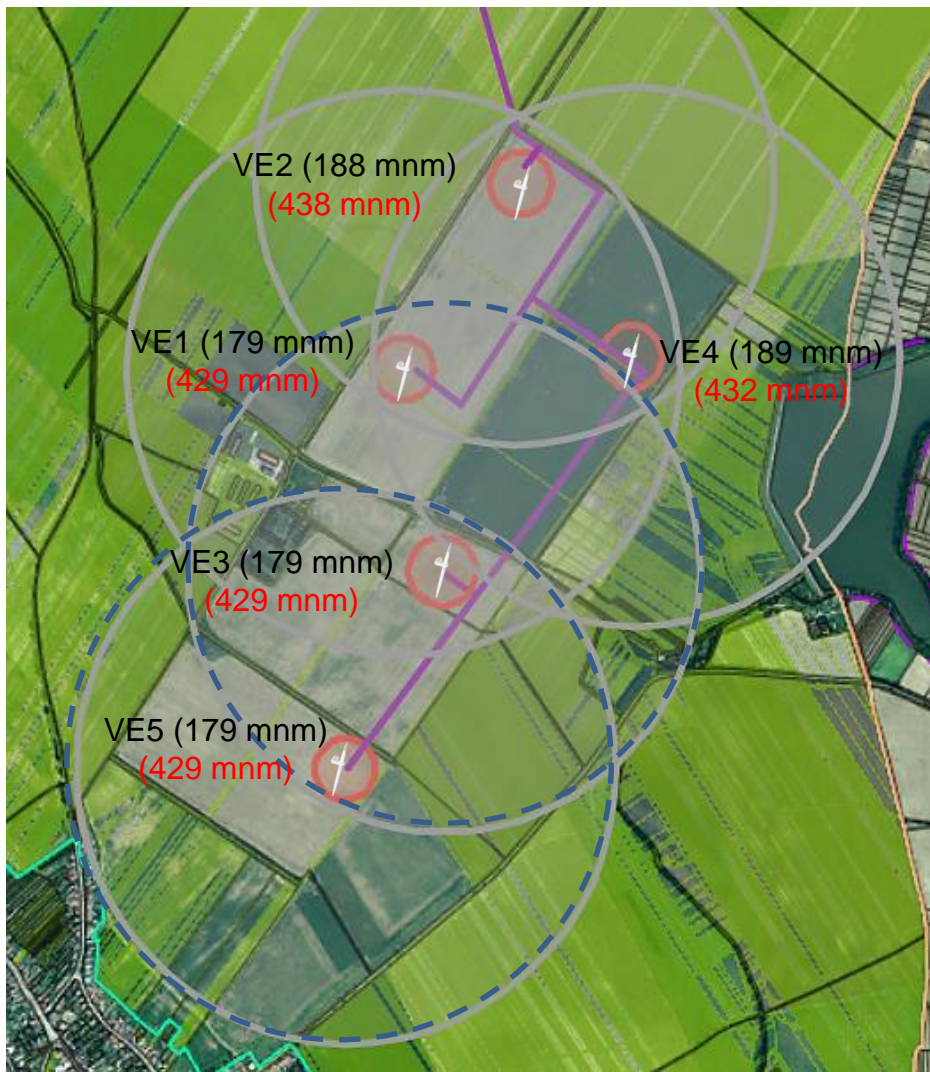 VE2 (188 mnm)
(438 mnm)
VE1 (179 mnm)
(429 mnm)
VE4 (189 mnm)
(432 mnm)
VE3 (179 mnm)
(429 mnm)
VE5 (179 mnm)
(429 mnm)